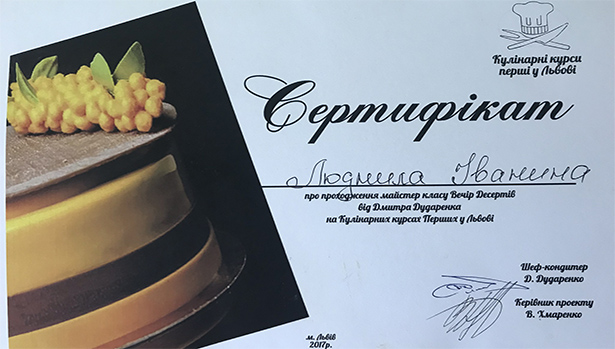 Кулінарні курси
перші у Львові
Сертифікат
Людмила Іванина
про проходження майстер класу Вечір Десертів
від Дмитра Дударенка
на Кулінарних курсах Перших у Львові
Шеф-кондитер
Д. Дударенко
Керівник проекту
В. Хмаренко
м. Львів
2017р.